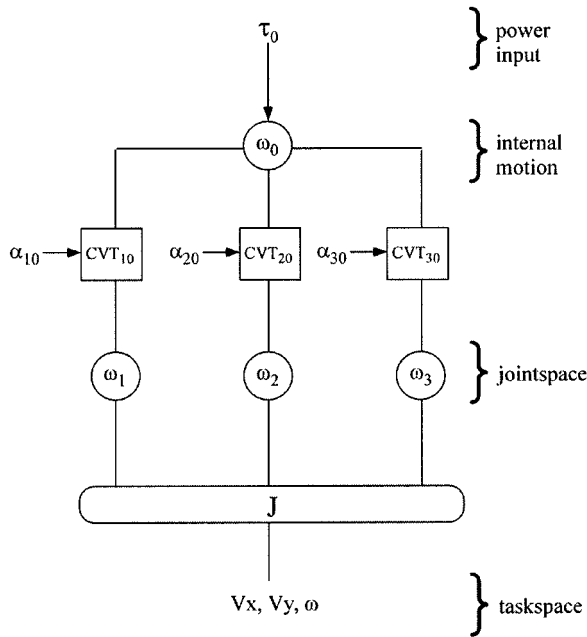 τ₀
power
input
ω₀
internal
motion
α₁₀ CVT₁₀ α₂₀ CVT₂₀ α₃₀ CVT₃₀
ω₁ ω₂ ω₃
jointspace
J
Vx, Vy, ω
taskspace